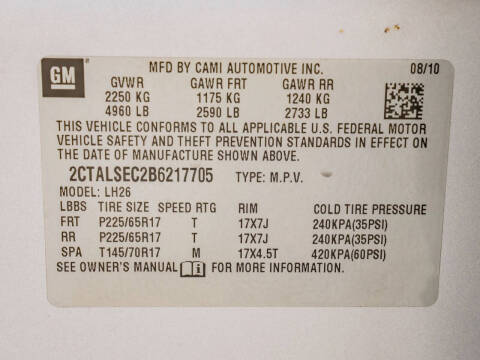 GM
MFD BY CAMI AUTOMOTIVE INC. 08/10
GVWR GAWR FRT GAWR RR
2250 KG 1175 KG 1240 KG
4960 LB 2590 LB 2733 LB
THIS VEHICLE CONFORMS TO ALL APPLICABLE U.S. FEDERAL MOTOR
VEHICLE SAFETY AND THEFT PREVENTION STANDARDS IN EFFECT ON
THE DATE OF MANUFACTURE SHOWN ABOVE.
2CTALSEC2B6217705 TYPE: M.P.V.
MODEL: LH26
LBBS TIRE SIZE SPEED RTG RIM COLD TIRE PRESSURE
FRT P225/65R17 T 17X7J 240KPA(35PSI)
RR P225/65R17 T 17X7J 240KPA(35PSI)
SPA T145/70R17 M 17X4.5T 420KPA(60PSI)
SEE OWNER'S MANUAL FOR MORE INFORMATION.